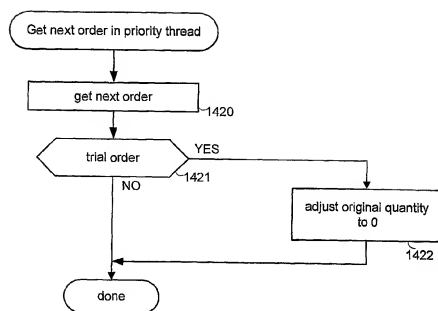 Get next order in priority thread
get next order
1420
trial order
YES
1421
NO
adjust original quantity
to 0
1422
done